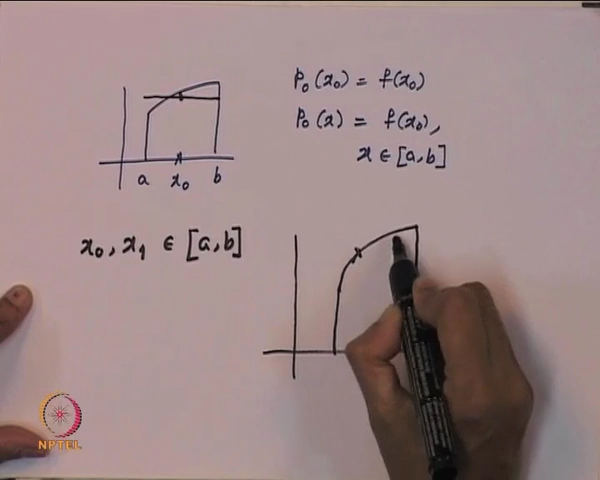 p₀(x₀) = f(x₀)
p₀(x) = f(x₀),
x ∈ [a,b]
a x₀ b
x₀, x₁ ∈ [a,b]
NPTEL